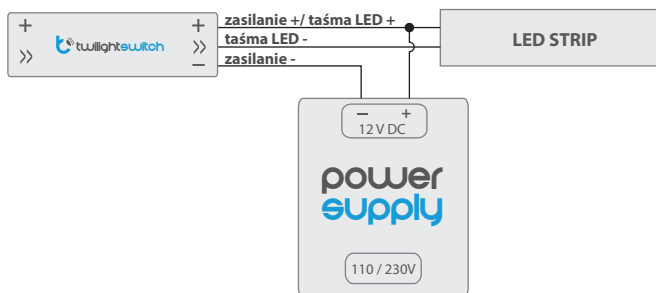 + + zasilanie +/ taśma LED +
>> twilightswitch >> taśma LED -
− zasilanie -
LED STRIP
− +
12 V DC
power
supply
110 / 230V